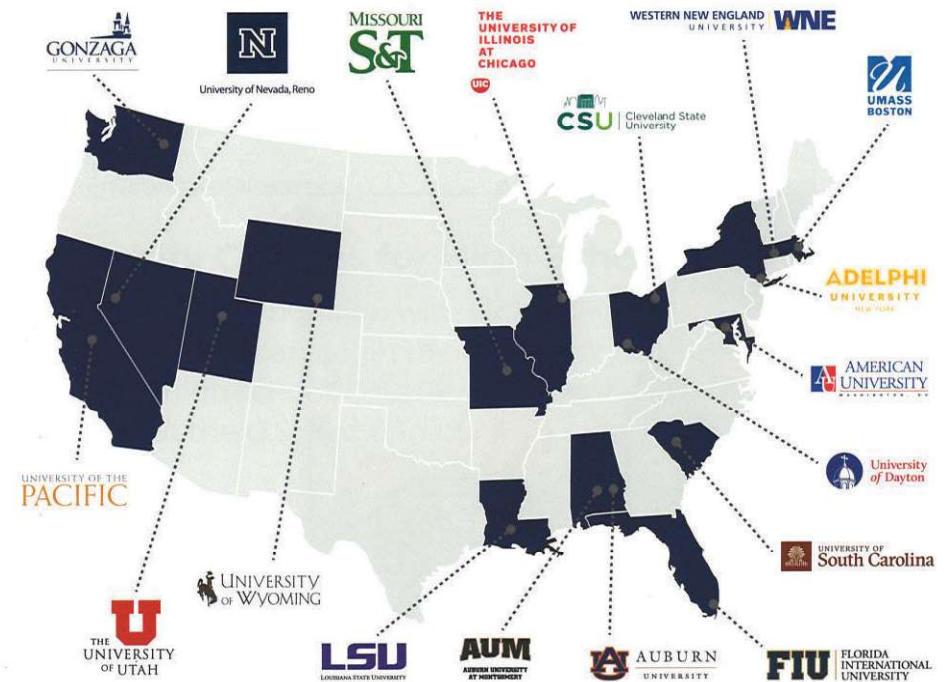 GONZAGA
UNIVERSITY
N
University of Nevada, Reno
MISSOURI
S&T
THE
UNIVERSITY OF
ILLINOIS
AT
CHICAGO
UIC
WESTERN NEW ENGLAND
UNIVERSITY
WNE
U
UMASS
BOSTON
CSU
Cleveland State
University
ADELPHI
UNIVERSITY
NEW YORK
AU
AMERICAN
UNIVERSITY
WASHINGTON, DC
University
of Dayton
UNIVERSITY OF
South Carolina
UNIVERSITY OF THE
PACIFIC
U
THE
UNIVERSITY
OF UTAH
UNIVERSITY
OF WYOMING
LSU
LOUISIANA STATE UNIVERSITY
AUM
AUBURN UNIVERSITY
AT MONTGOMERY
AU
AUBURN
UNIVERSITY
FIU
FLORIDA
INTERNATIONAL
UNIVERSITY